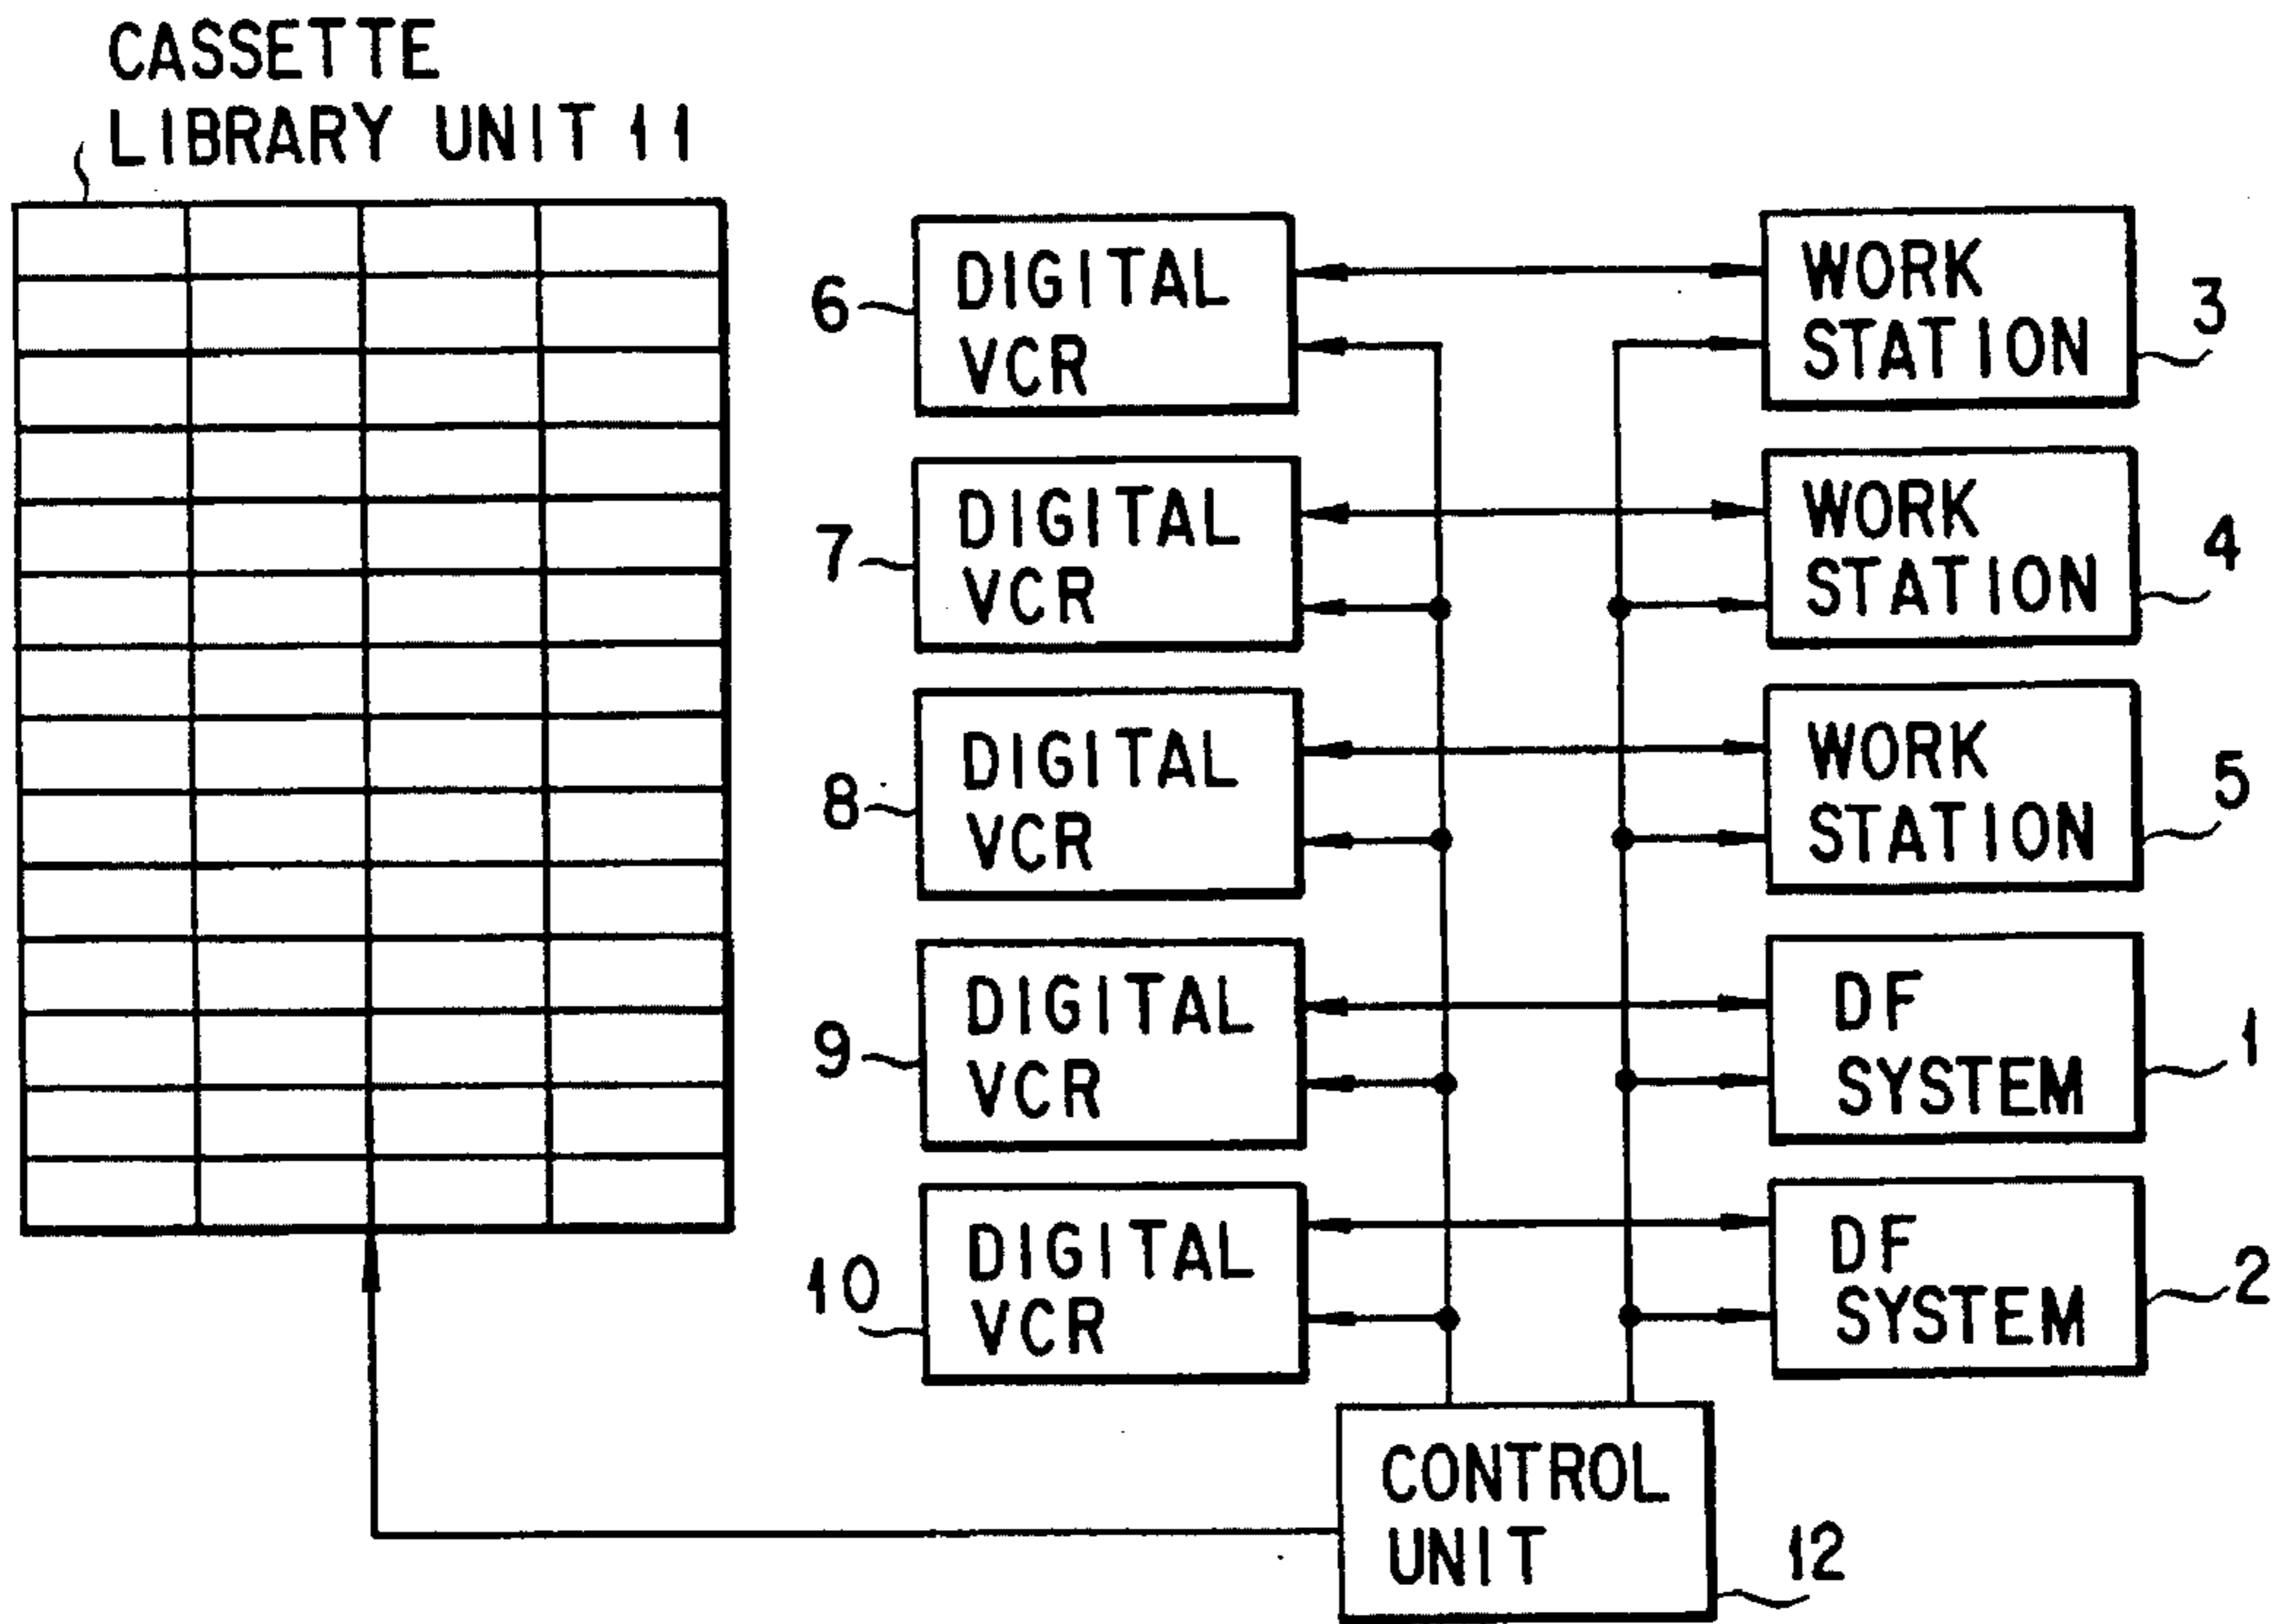 CASSETTE
LIBRARY UNIT 11
6
DIGITAL
VCR
WORK
STATION
3
7
DIGITAL
VCR
WORK
STATION
4
8
DIGITAL
VCR
WORK
STATION
5
9
DIGITAL
VCR
DF
SYSTEM
1
10
DIGITAL
VCR
DF
SYSTEM
2
CONTROL
UNIT
12